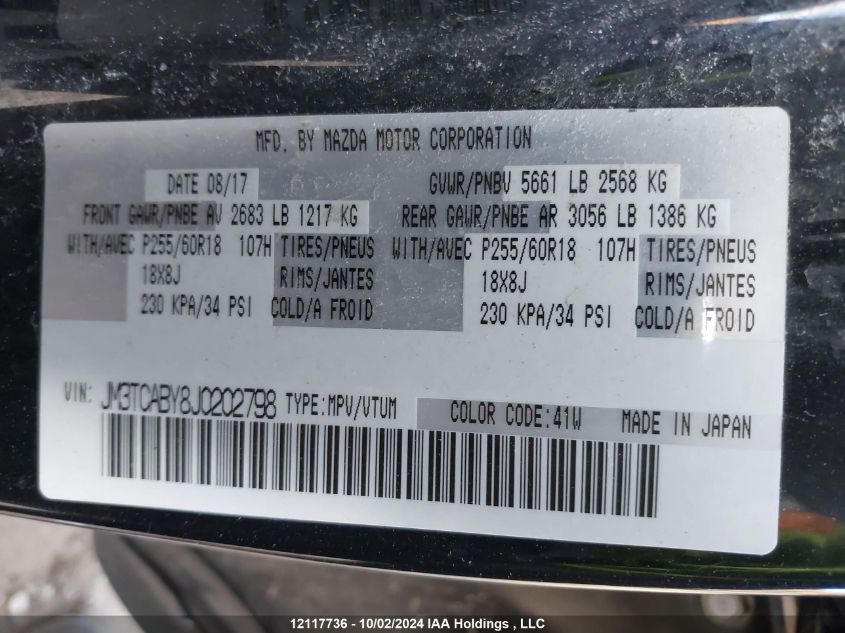 MFD. BY MAZDA MOTOR CORPORATION
DATE 08/17 GVWR/PNBV 5661 LB 2568 KG
FRONT GAWR/PNBE AV 2683 LB 1217 KG REAR GAWR/PNBE AR 3056 LB 1386 KG
WITH/AVEC P255/60R18 107H TIRES/PNEUS WITH/AVEC P255/60R18 107H TIRES/PNEUS
18X8J RIMS/JANTES 18X8J RIMS/JANTES
230 KPA/34 PSI COLD/A FROID 230 KPA/34 PSI COLD/A FROID
VIN: JM3TCABY8J0202798 TYPE:MPV/VTUM COLOR CODE:41W MADE IN JAPAN
12117736 - 10/02/2024 IAA Holdings , LLC